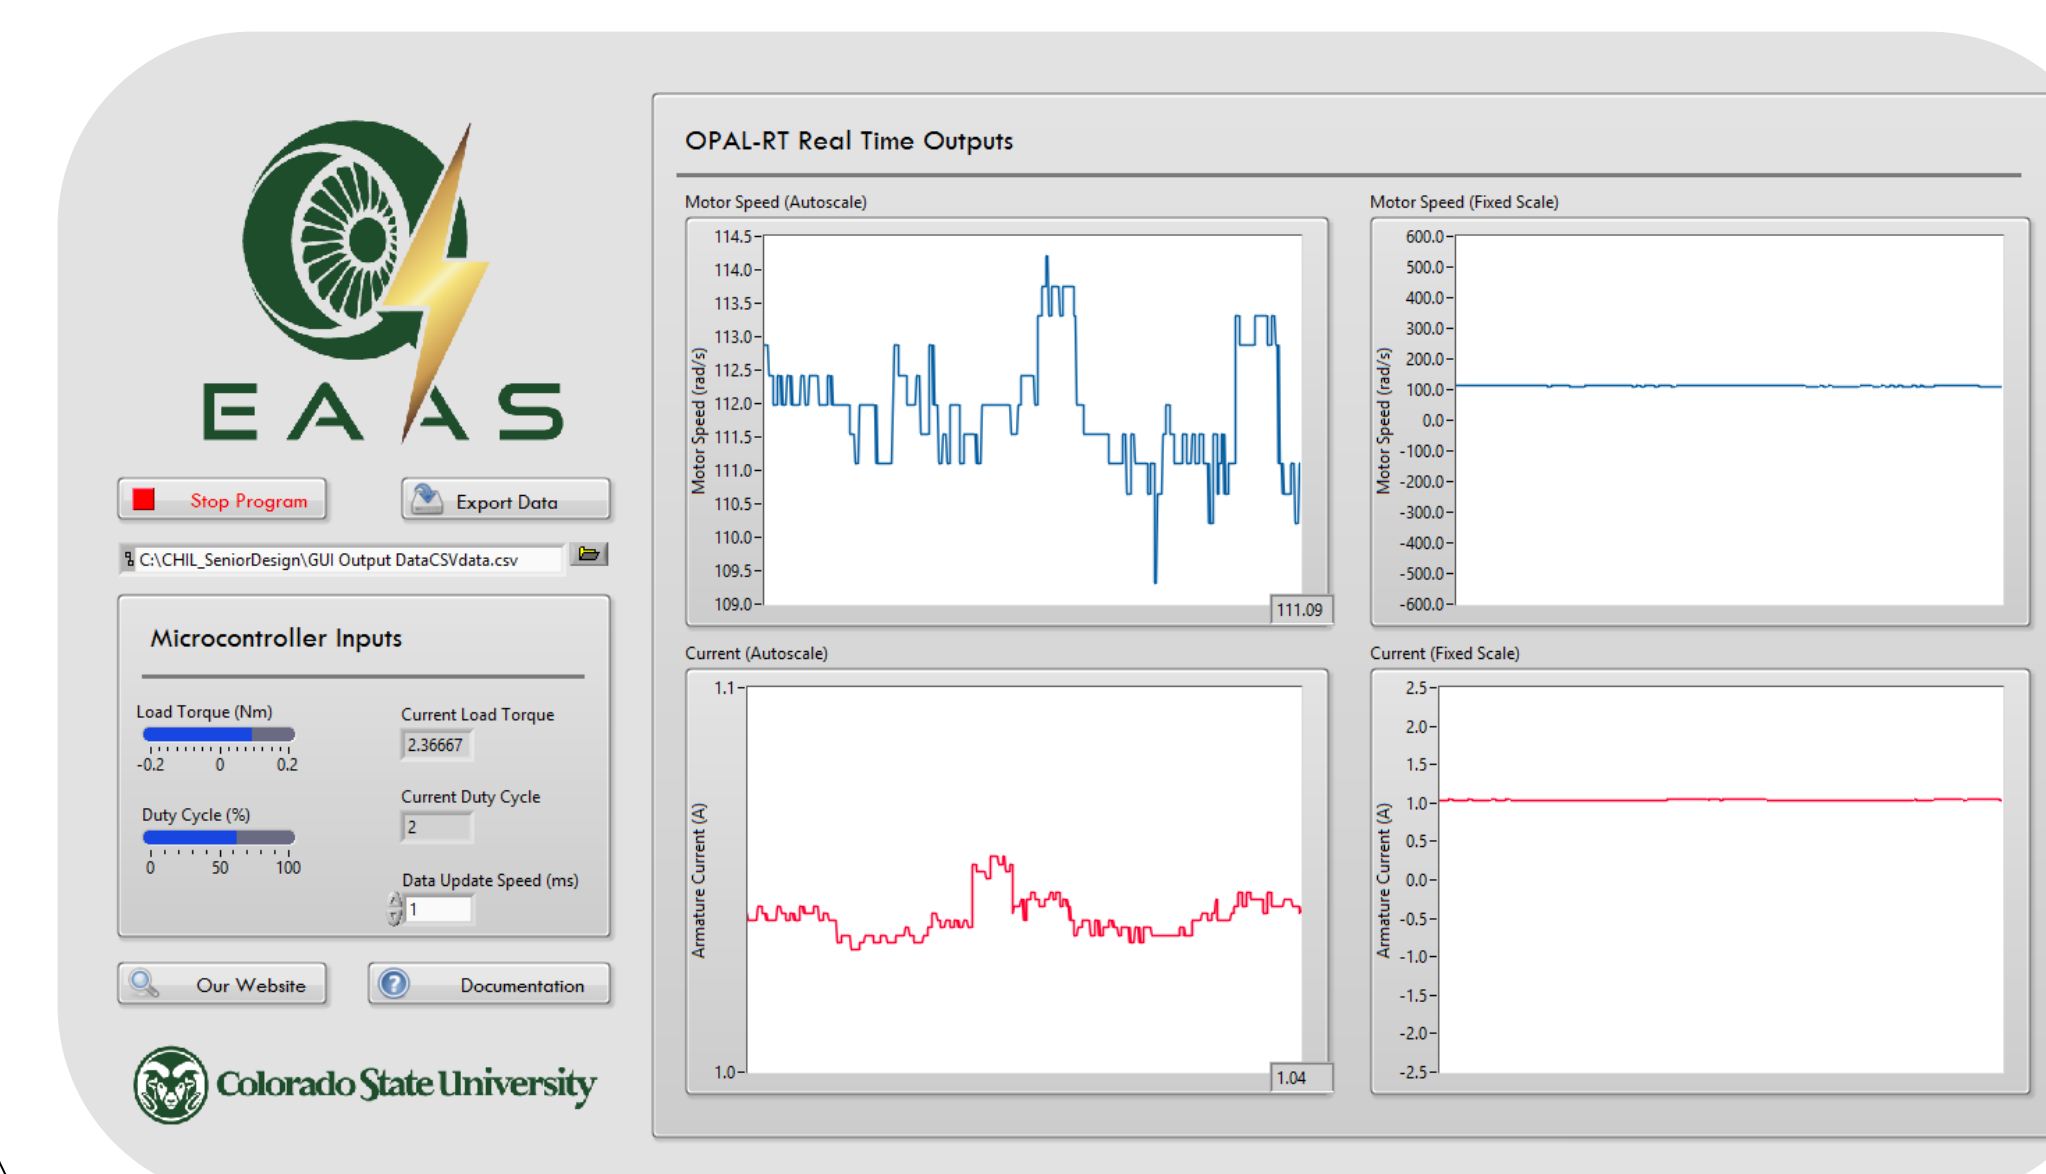 EAAS
Stop Program
Export Data
C:\CHIL_SeniorDesign\GUI Output DataCSVdata.csv
Microcontroller Inputs
Load Torque (Nm)
-0.2 0 0.2
Current Load Torque
2.36667
Duty Cycle (%)
0 50 100
Current Duty Cycle
2
Data Update Speed (ms)
1
Our Website
Documentation
Colorado State University
OPAL-RT Real Time Outputs
Motor Speed (Autoscale)
Motor Speed (rad/s)
114.5
114.0
113.5
113.0
112.5
112.0
111.5
111.0
110.5
110.0
109.5
109.0
111.09
Motor Speed (Fixed Scale)
Motor Speed (rad/s)
600.0
500.0
400.0
300.0
200.0
100.0
0.0
-100.0
-200.0
-300.0
-400.0
-500.0
-600.0
Current (Autoscale)
Armature Current (A)
1.1
1.0
1.04
Current (Fixed Scale)
Armature Current (A)
2.5
2.0
1.5
1.0
0.5
0.0
-0.5
-1.0
-1.5
-2.0
-2.5